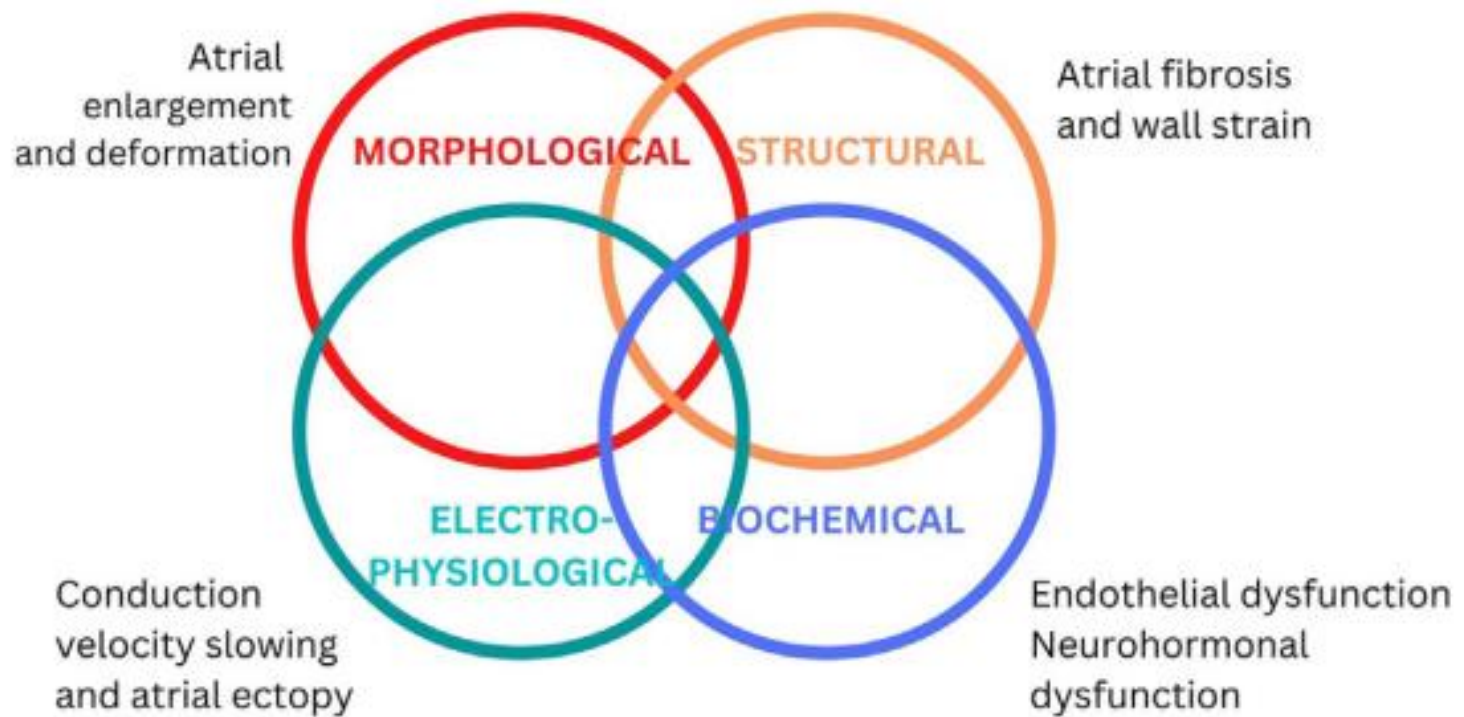 Atrial
enlargement
and deformation
MORPHOLOGICAL
STRUCTURAL
Atrial fibrosis
and wall strain
ELECTRO-
PHYSIOLOGICAL
BIOCHEMICAL
Conduction
velocity slowing
and atrial ectopy
Endothelial dysfunction
Neurohormonal
dysfunction